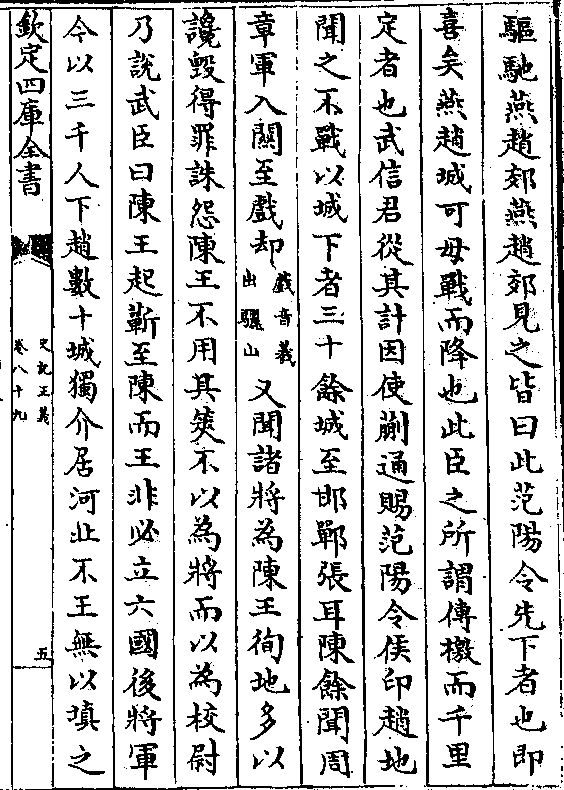 驅馳燕趙郊燕趙郊見之皆曰此范陽令先下者也即
喜矣燕趙城可毋戰而降也此臣之所謂傳檄而千里
定者也武信君從其計因使蒯通賜范陽令侯印趙地
聞之不戰以城下者三十餘城至邯鄲張耳陳餘聞周
章軍入關至戲却戲音羲出驪山又聞諸將為陳王徇地多以
讒毀得罪誅怨陳王不用其筴不以為將而以為校尉
乃說武臣曰陳王起蘄至陳而王非必立六國後將軍
今以三千人下趙數十城獨介居河北不王無以填之
欽定四庫全書
史記正義
卷八十九
五